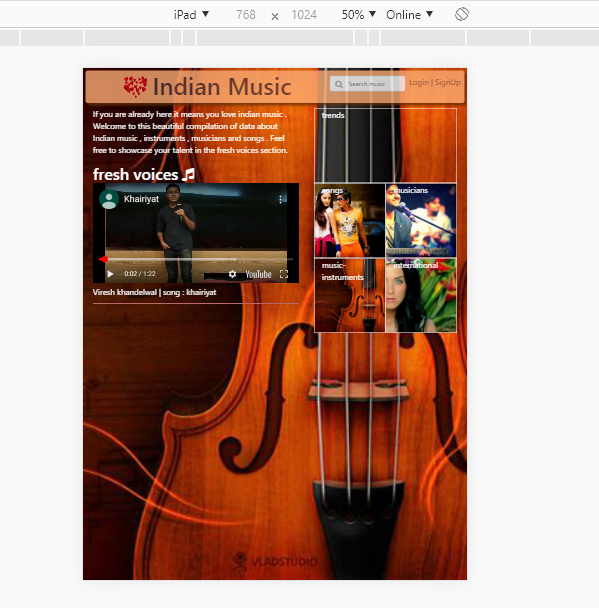 iPad ▼ 768 × 1024 50% ▼ Online ▼
Indian Music
Search music
Login | SignUp
If you are already here it means you love indian music .
Welcome to this beautiful compilation of data about
Indian music , instruments , musicians and songs . Feel
free to showcase your talent in the fresh voices section.
fresh voices
Khairiyat
0:02 / 1:22
YouTube
Viresh khandelwal | song : khairiyat
trends
songs
musicians
music-
instruments
international
VLADSTUDIO